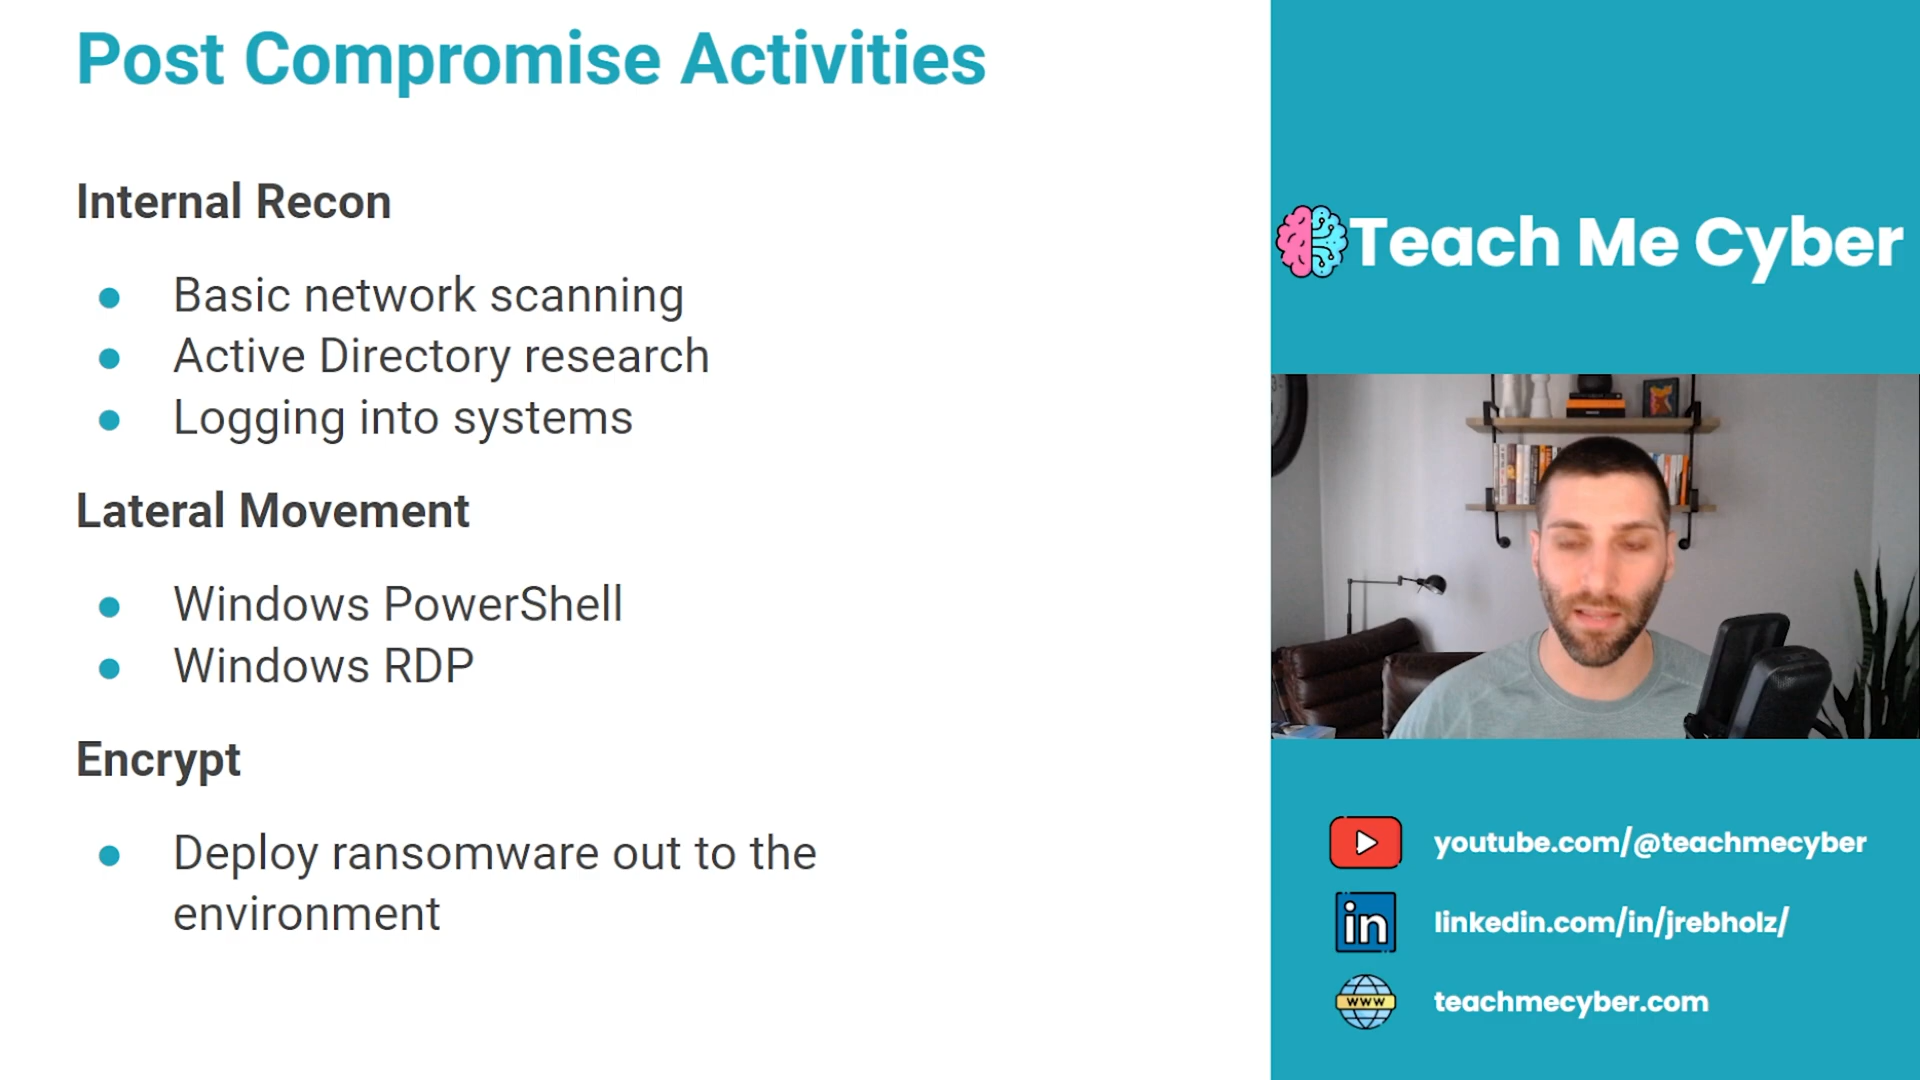 Post Compromise Activities
Internal Recon
Basic network scanning
Active Directory research
Logging into systems
Lateral Movement
Windows PowerShell
Windows RDP
Encrypt
Deploy ransomware out to the
environment
Teach Me Cyber
youtube.com/@teachmecyber
in
linkedin.com/in/jrebholz/
www
teachmecyber.com